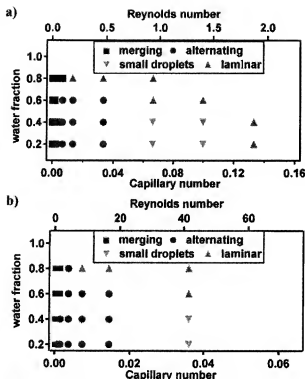 a)
Reynolds number
0.0 0.5 1.0 1.5 2.0
merging alternating
small droplets laminar
water fraction
1.0
0.8
0.6
0.4
0.2
0.00 0.04 0.08 0.12 0.16
Capillary number
b)
Reynolds number
0 20 40 60
merging alternating
small droplets laminar
water fraction
1.0
0.8
0.6
0.4
0.2
0.00 0.02 0.04 0.06
Capillary number